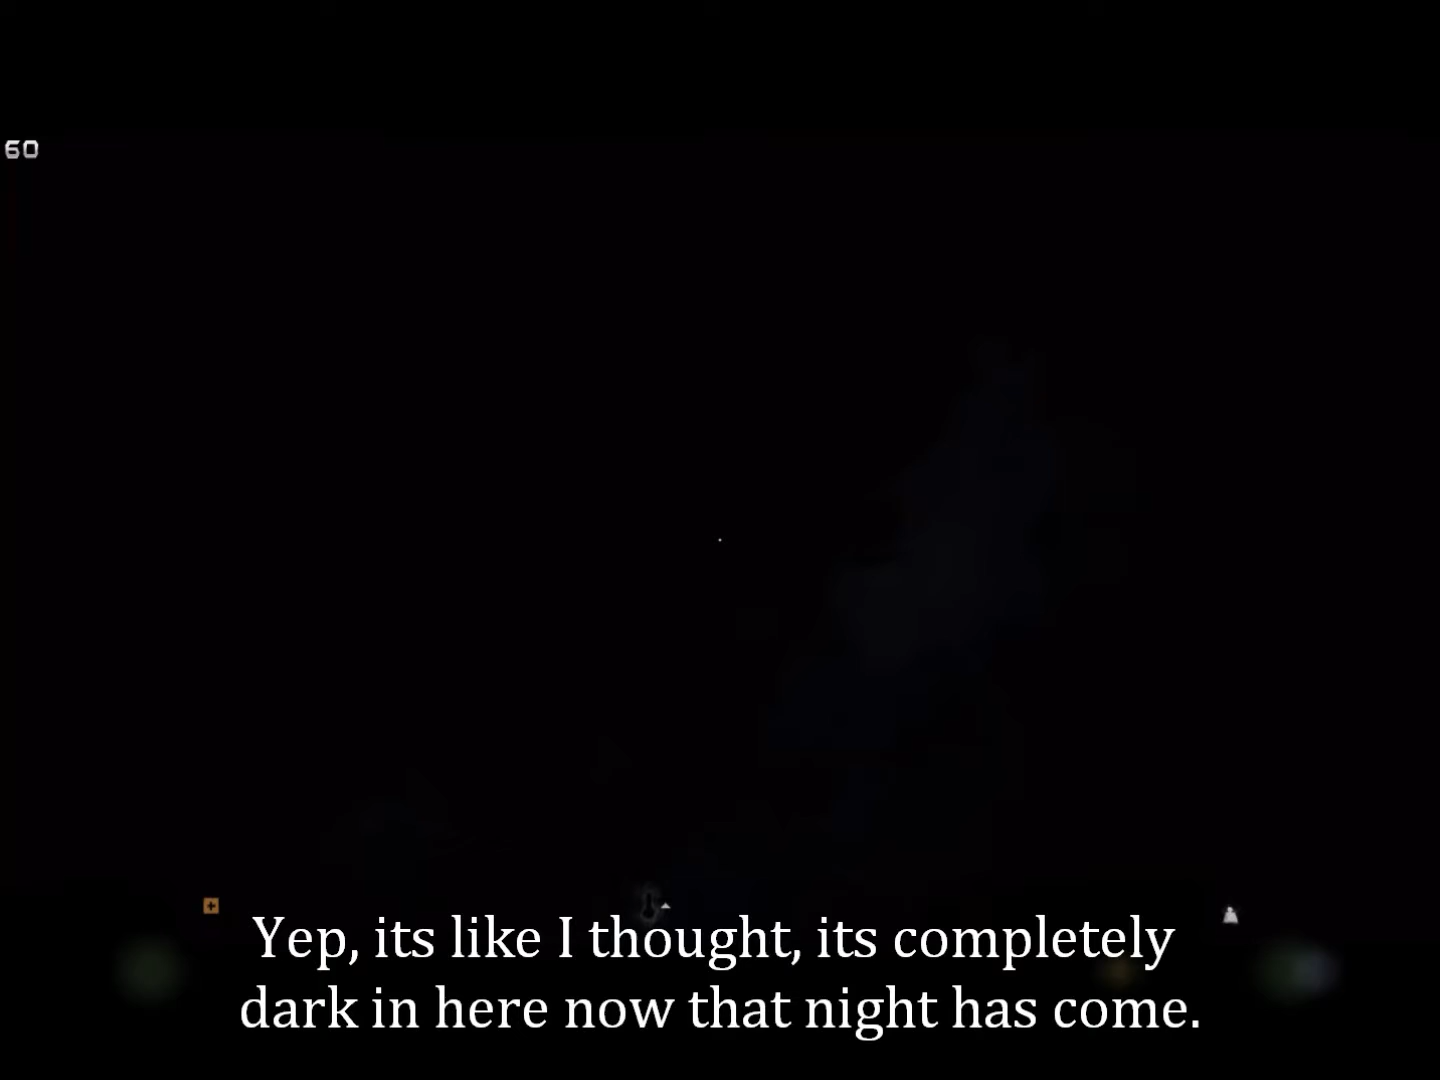 60
Yep, its like I thought, its completely
dark in here now that night has come.